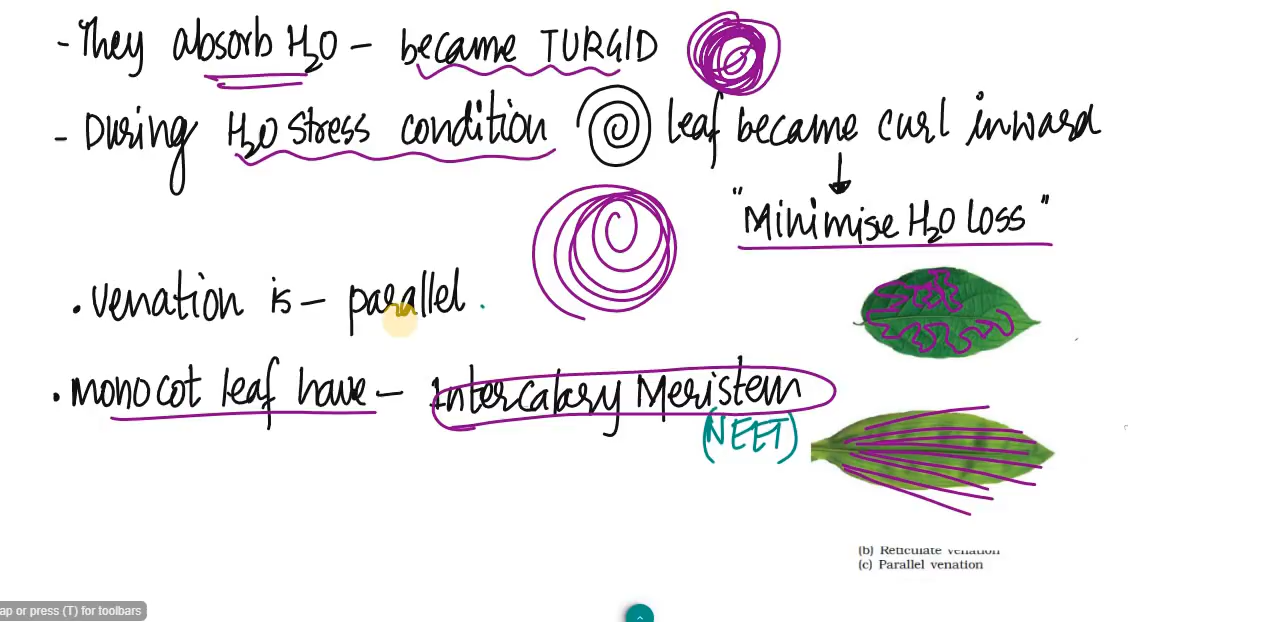 - They absorb H₂O - became TURGID
- During H₂O stress condition leaf became curl inward
"Minimise H₂O Loss"
. venation is - parallel
. monocot leaf have - Intercalary Meristem
(NEET)
(b) Reticulate venation
(c) Parallel venation
ap or press (T) for toolbars